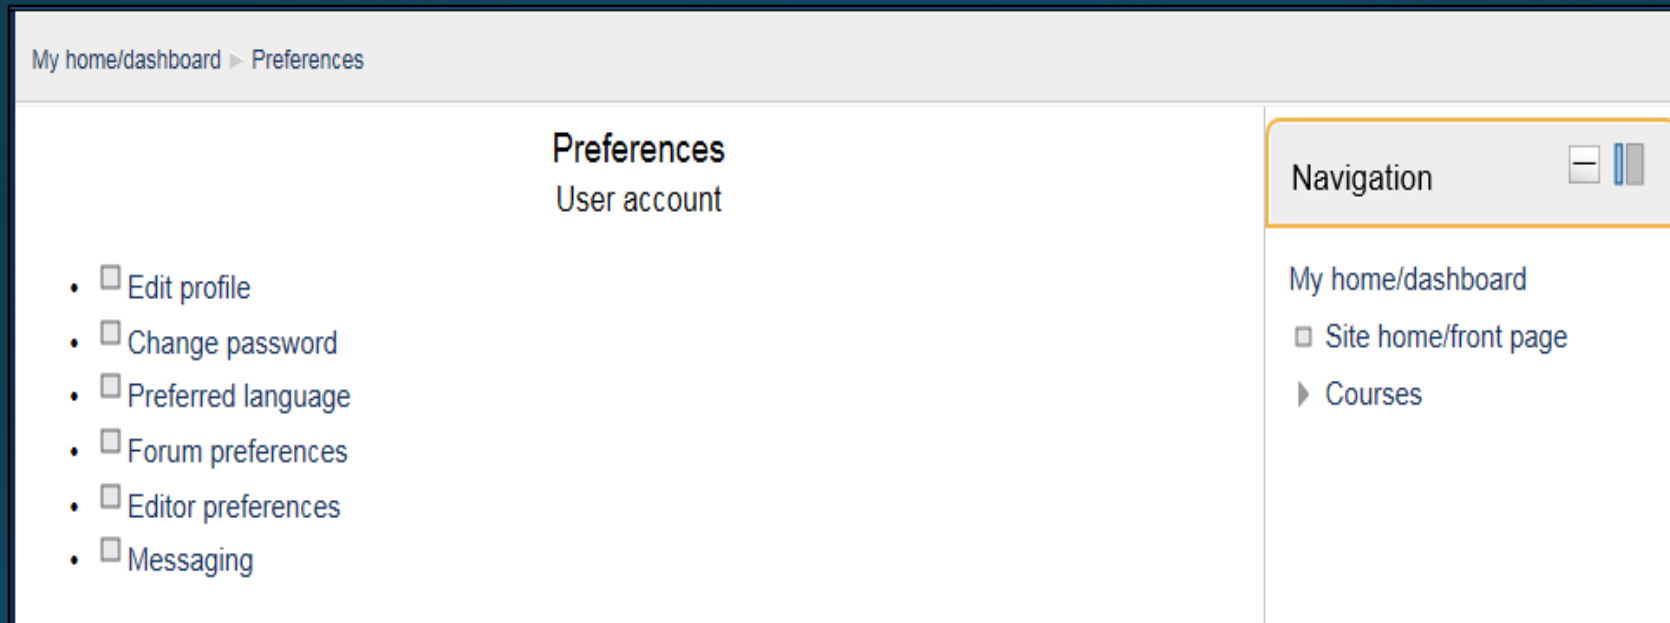 My home/dashboard ▶ Preferences
Preferences
User account
• Edit profile
• Change password
• Preferred language
• Forum preferences
• Editor preferences
• Messaging
Navigation
My home/dashboard
Site home/front page
Courses